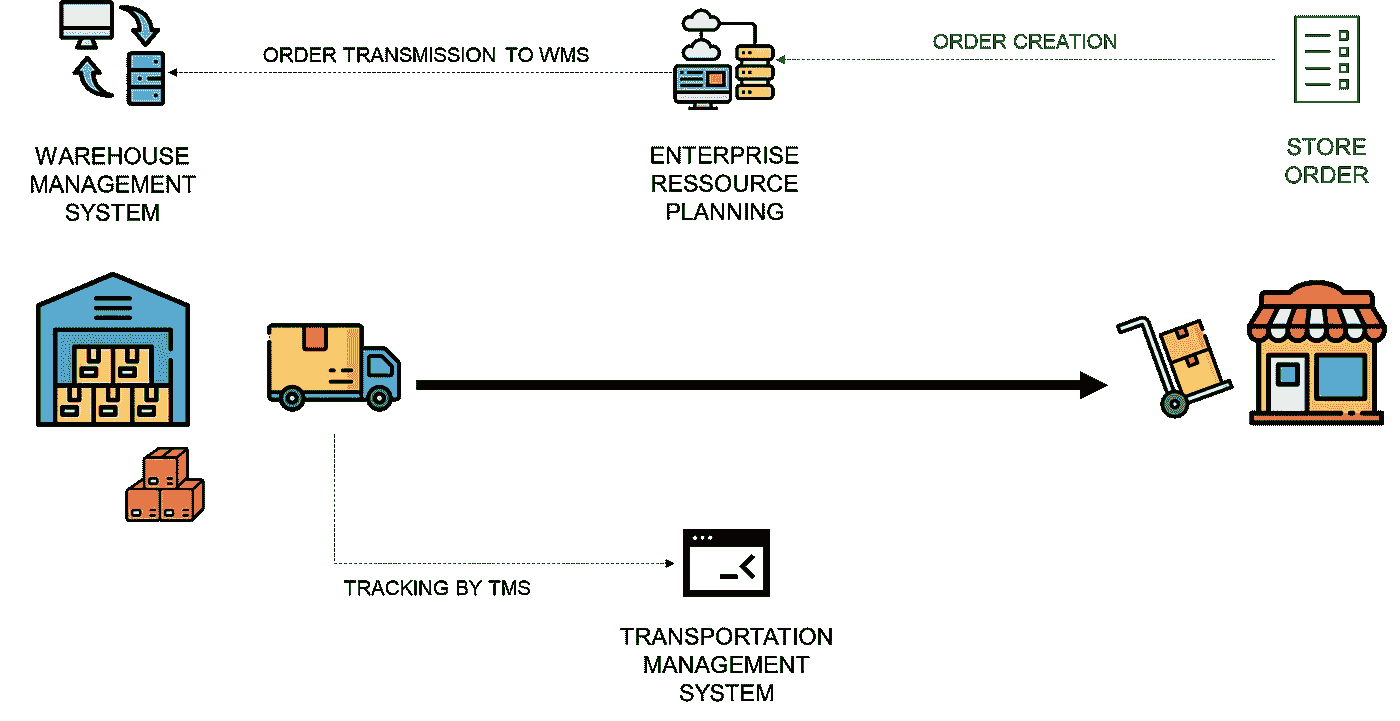 ORDER TRANSMISSION TO WMS
ORDER CREATION
WAREHOUSE
MANAGEMENT
SYSTEM
ENTERPRISE
RESSOURCE
PLANNING
STORE
ORDER
TRACKING BY TMS
TRANSPORTATION
MANAGEMENT
SYSTEM